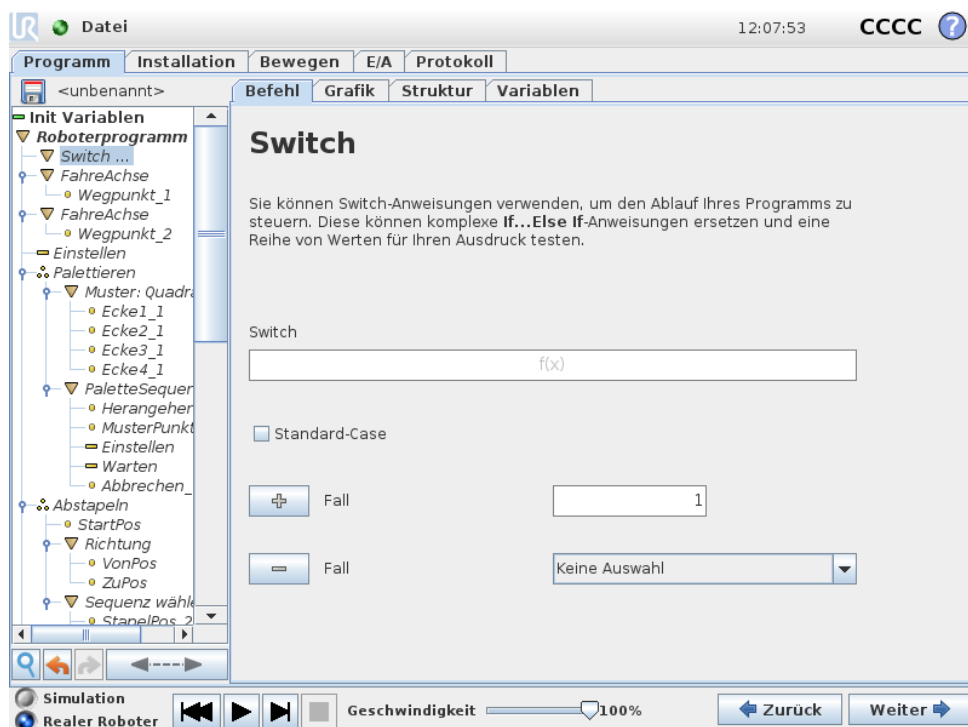 Datei
12:07:53
CCCC
?
Programm
Installation
Bewegen
E/A
Protokoll
<unbenannt>
Befehl
Grafik
Struktur
Variablen
Init Variablen
Roboterprogramm
Switch ...
FahreAchse
Wegpunkt_1
FahreAchse
Wegpunkt_2
Einstellen
Palettieren
Muster: Quadra
Ecke1_1
Ecke2_1
Ecke3_1
Ecke4_1
PaletteSequen
Herangehen
MusterPunkt
Einstellen
Warten
Abbrechen_
Abstapeln
StartPos
Richtung
VonPos
ZuPos
Sequenz wähle
StapelPos_2
Switch
Sie können Switch-Anweisungen verwenden, um den Ablauf Ihres Programms zu
steuern. Diese können komplexe If...Else If-Anweisungen ersetzen und eine
Reihe von Werten für Ihren Ausdruck testen.
Switch
f(x)
Standard-Case
Fall
1
Fall
Keine Auswahl
Simulation
Realer Roboter
Geschwindigkeit
100%
Zurück
Weiter